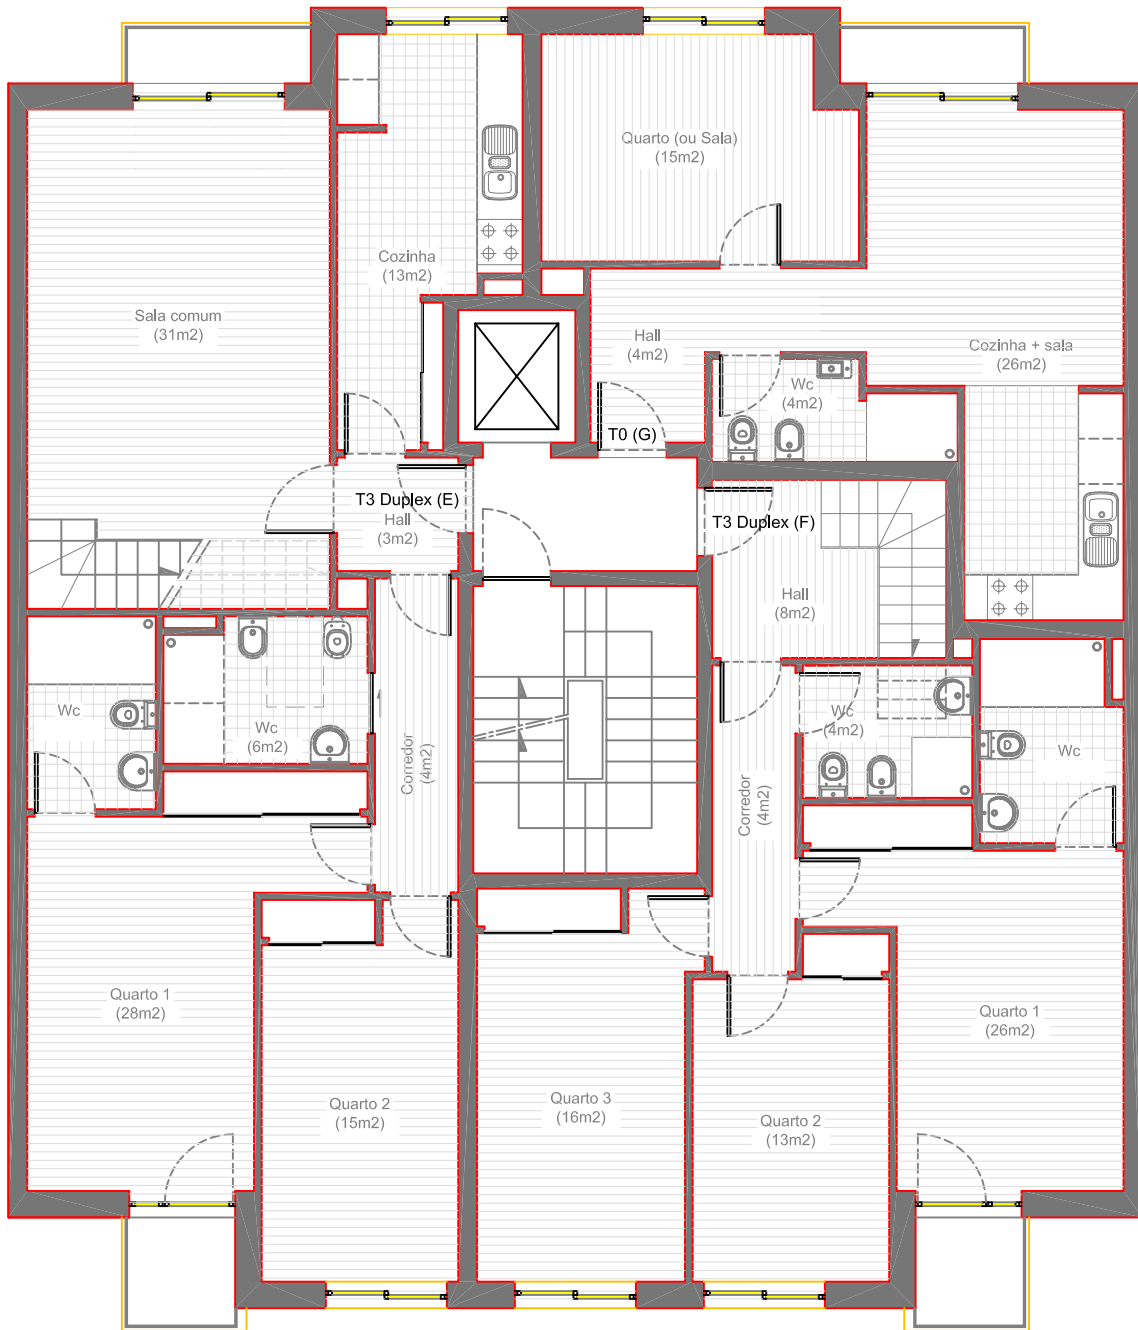 Quarto (ou Sala)
(15m2)
Cozinha
(13m2)
Sala comum
(31m2)
Hall
(4m2)
Cozinha + sala
(26m2)
Wc
(4m2)
T0 (G)
T3 Duplex (E)
Hall
(3m2)
T3 Duplex (F)
Hall
(8m2)
Wc
Wc
(6m2)
Wc
(4m2)
Wc
Corredor
(4m2)
Corredor
(4m2)
Quarto 1
(28m2)
Quarto 1
(26m2)
Quarto 2
(15m2)
Quarto 3
(16m2)
Quarto 2
(13m2)